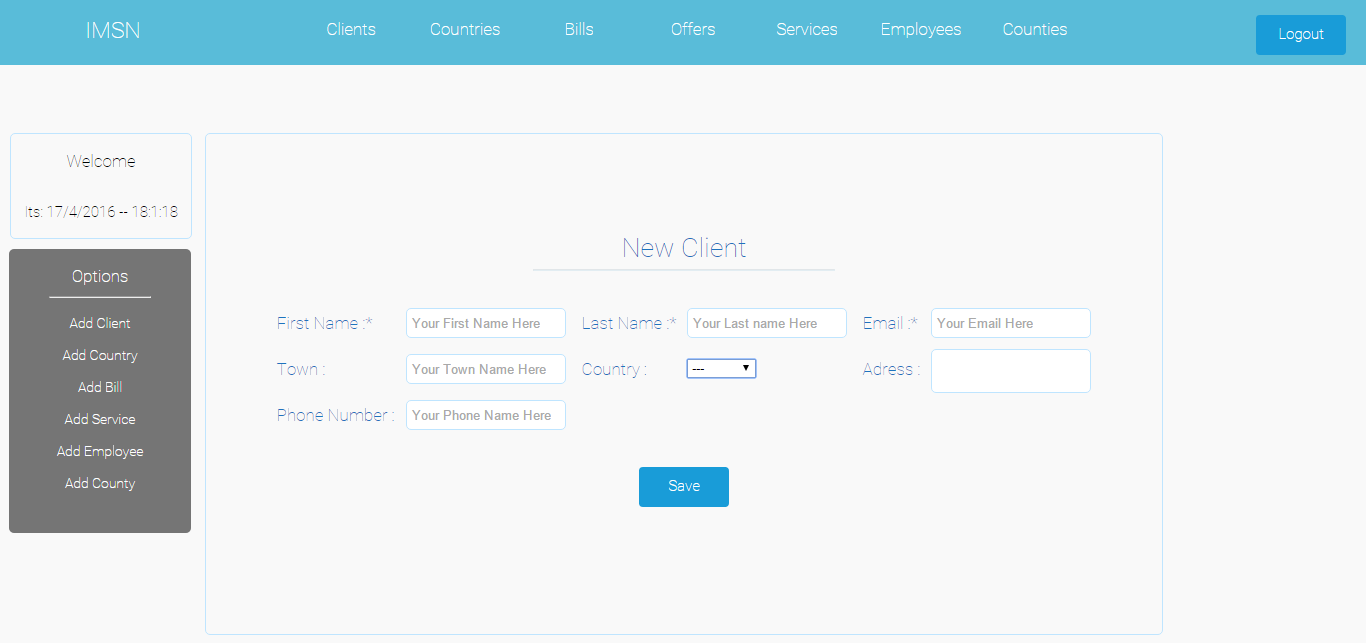 IMSN Clients Countries Bills Offers Services Employees Counties Logout
Welcome
Its: 17/4/2016 -- 18:1:18
Options
Add Client
Add Country
Add Bill
Add Service
Add Employee
Add County
New Client
First Name :* Your First Name Here Last Name :* Your Last name Here Email :* Your Email Here
Town : Your Town Name Here Country : --- Adress :
Phone Number : Your Phone Name Here
Save